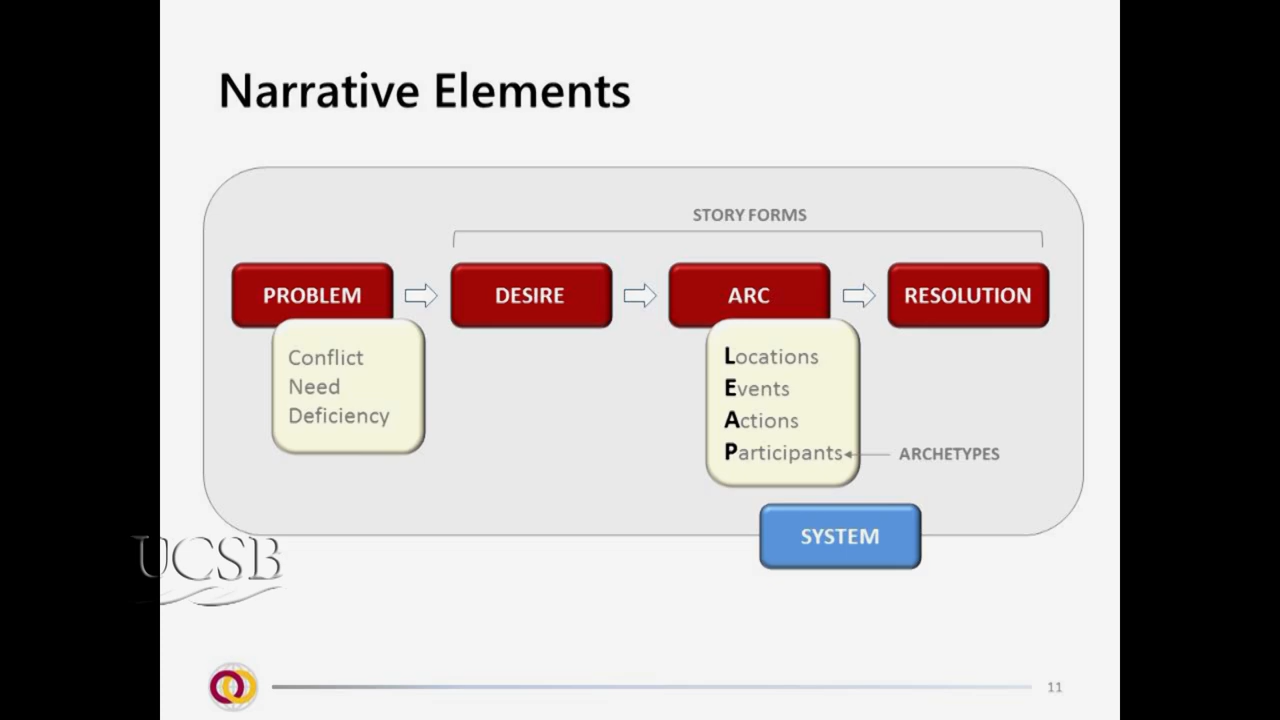 Narrative Elements
STORY FORMS
PROBLEM
DESIRE
ARC
RESOLUTION
Conflict
Need
Deficiency
Locations
Events
Actions
Participants
ARCHETYPES
SYSTEM
UCSB
11